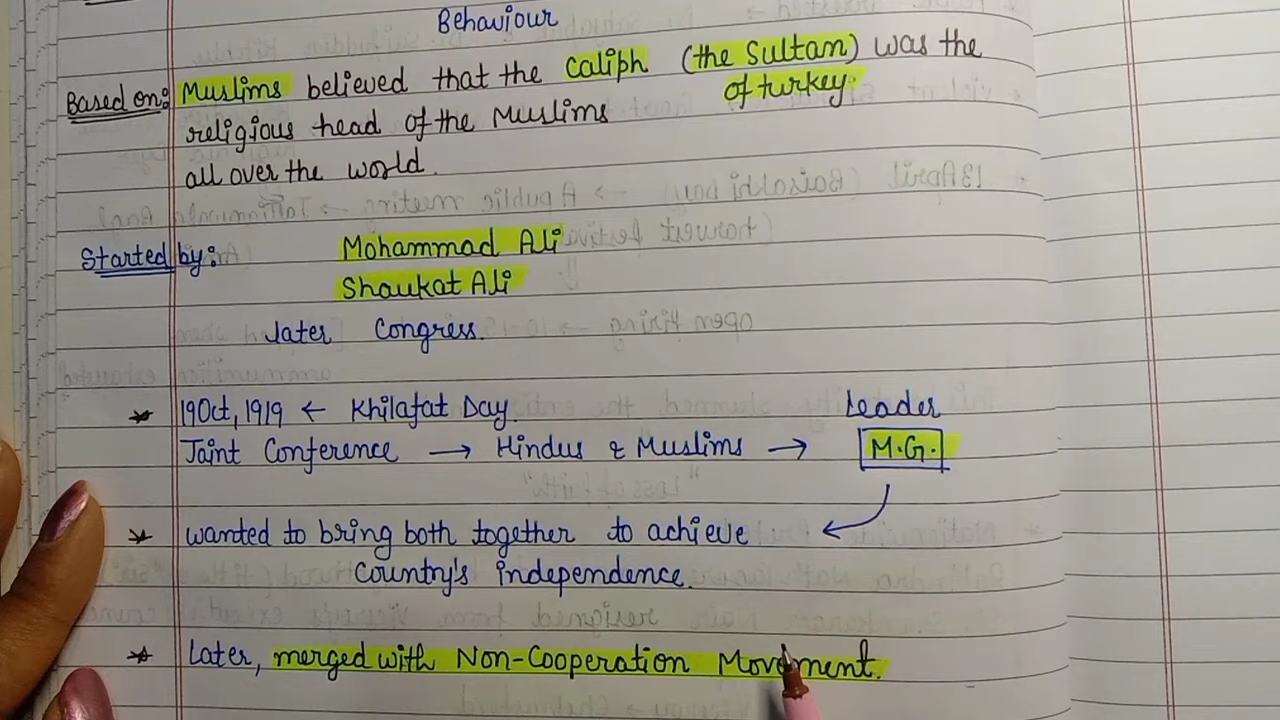 Behaviour
Based on: Muslims believed that the Caliph (the Sultan) was the
of turkey.
religious head of the Muslims
all over the world.
Started by: Mohammad Ali
Shaukat Ali
later Congress.
19Oct, 1919 ← Khilafat Day.
Leader
Joint Conference → Hindus & Muslims → M.G.
wanted to bring both together to achieve
Country's independence.
Later, merged with Non-Cooperation Movement.